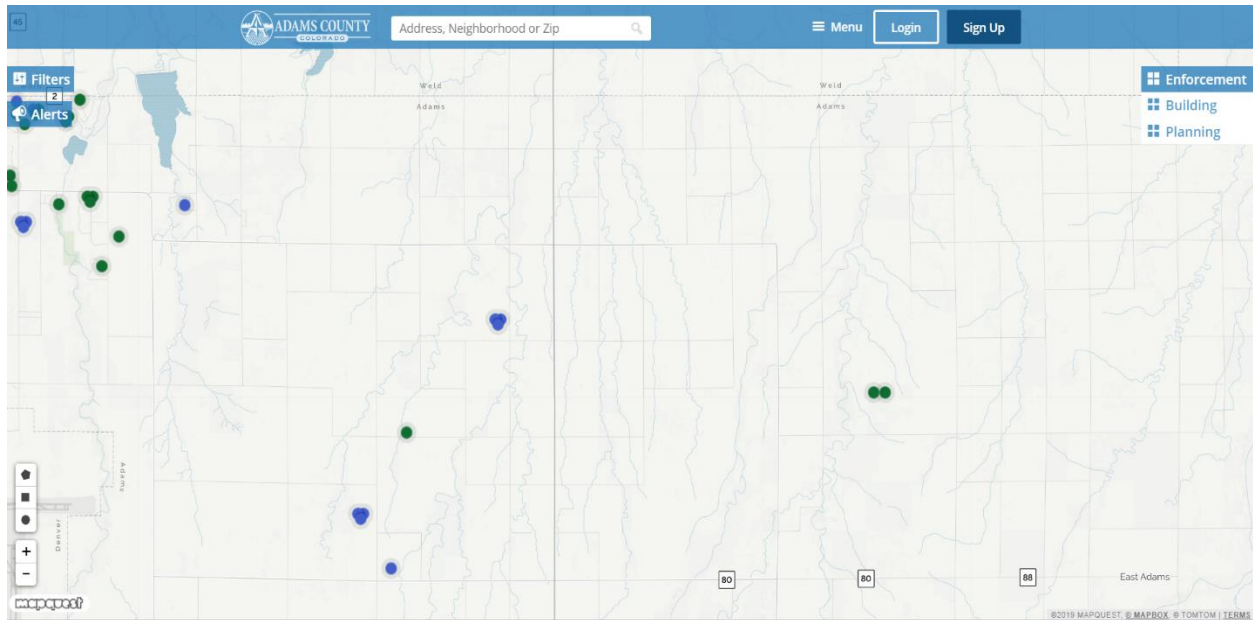 45
ADAMS COUNTY
COLORADO
Address, Neighborhood or Zip
Menu
Login
Sign Up
Filters
2
Alerts
Enforcement
Building
Planning
Weld
Adams
Weld
Adams
Adams
Denver
+
−
80
80
88
East Adams
mapquest
©2019 MAPQUEST, © MAPBOX, © TOMTOM | TERMS